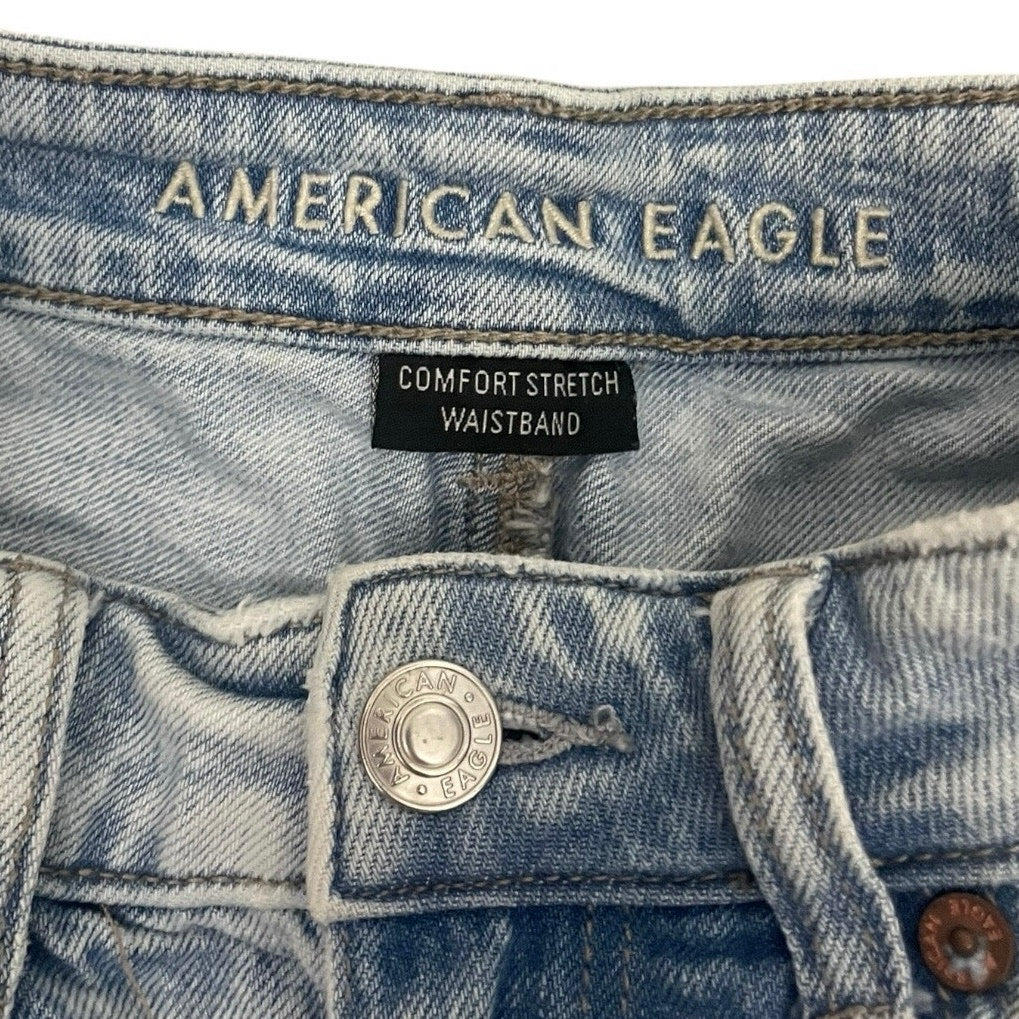 AMERICAN EAGLE
COMFORT STRETCH
WAISTBAND
AMERICAN • EAGLE •